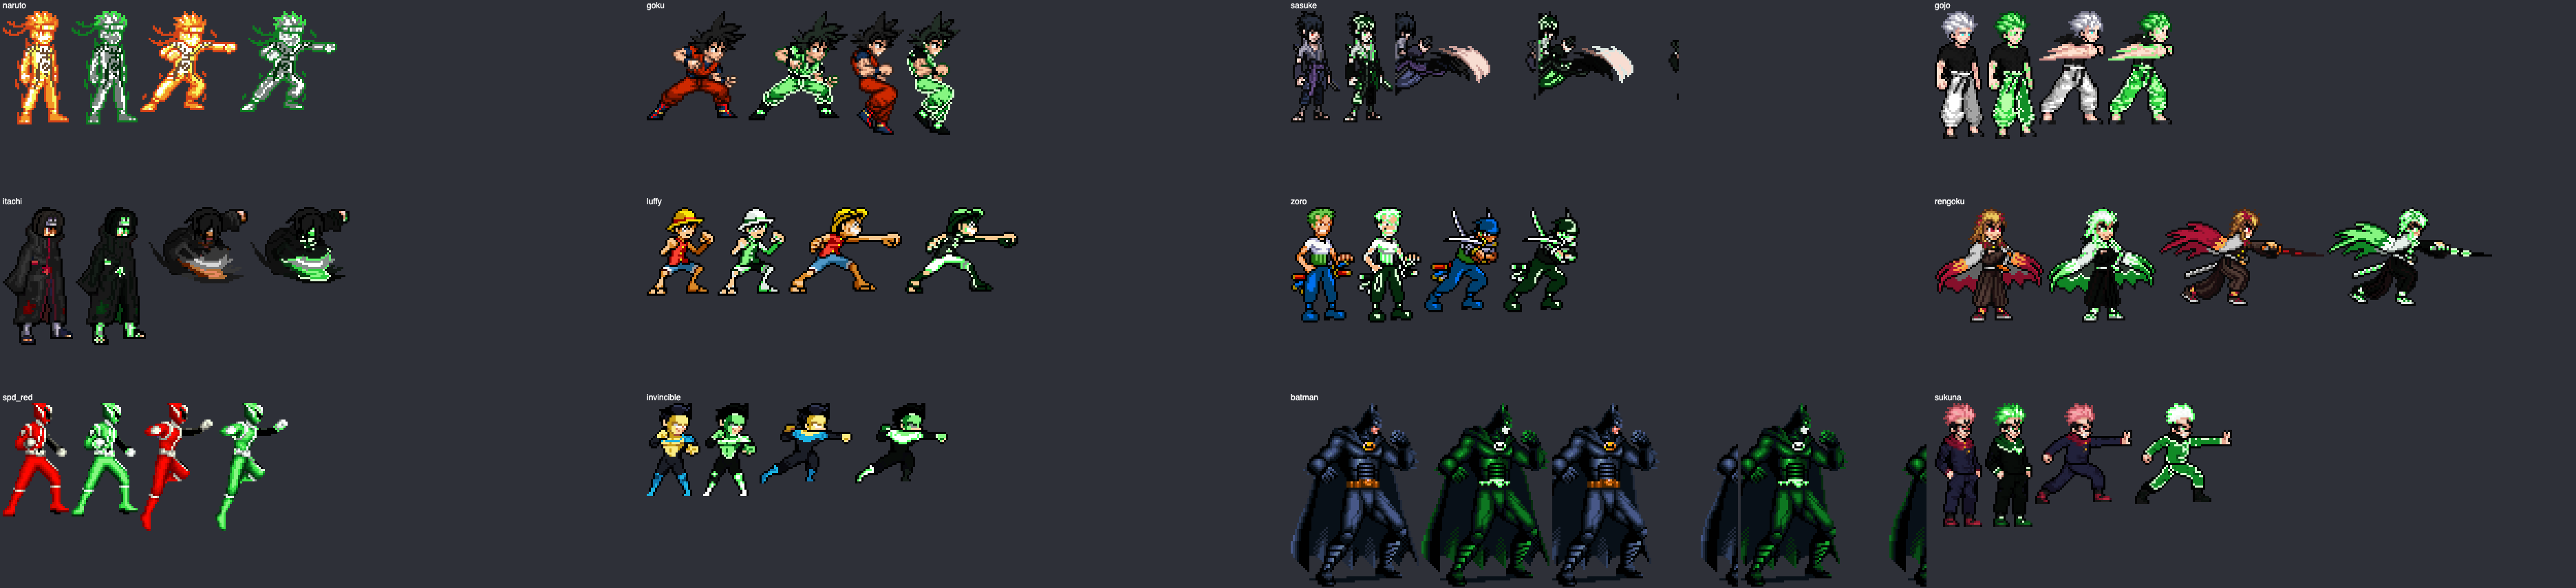 naruto
goku
sasuke
gojo
itachi
luffy
zoro
rengoku
spd_red
invincible
batman
sukuna